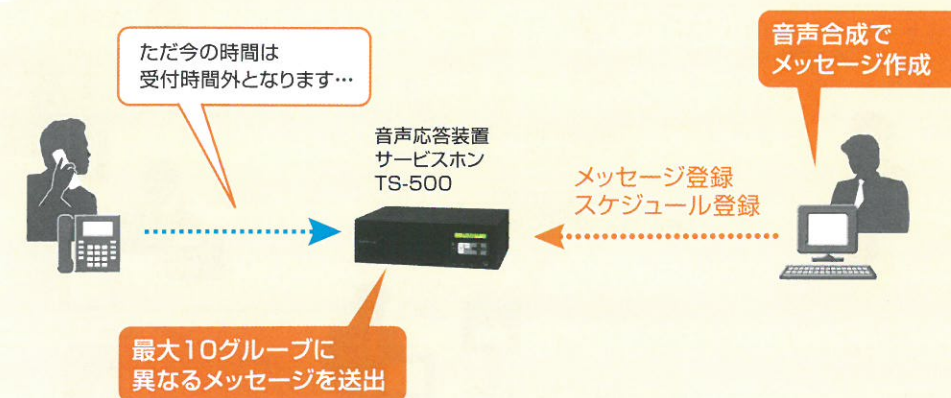 ただ今の時間は
受付時間外となります…
音声合成で
メッセージ作成
音声応答装置
サービスホン
TS-500
メッセージ登録
スケジュール登録
最大10グループに
異なるメッセージを送出